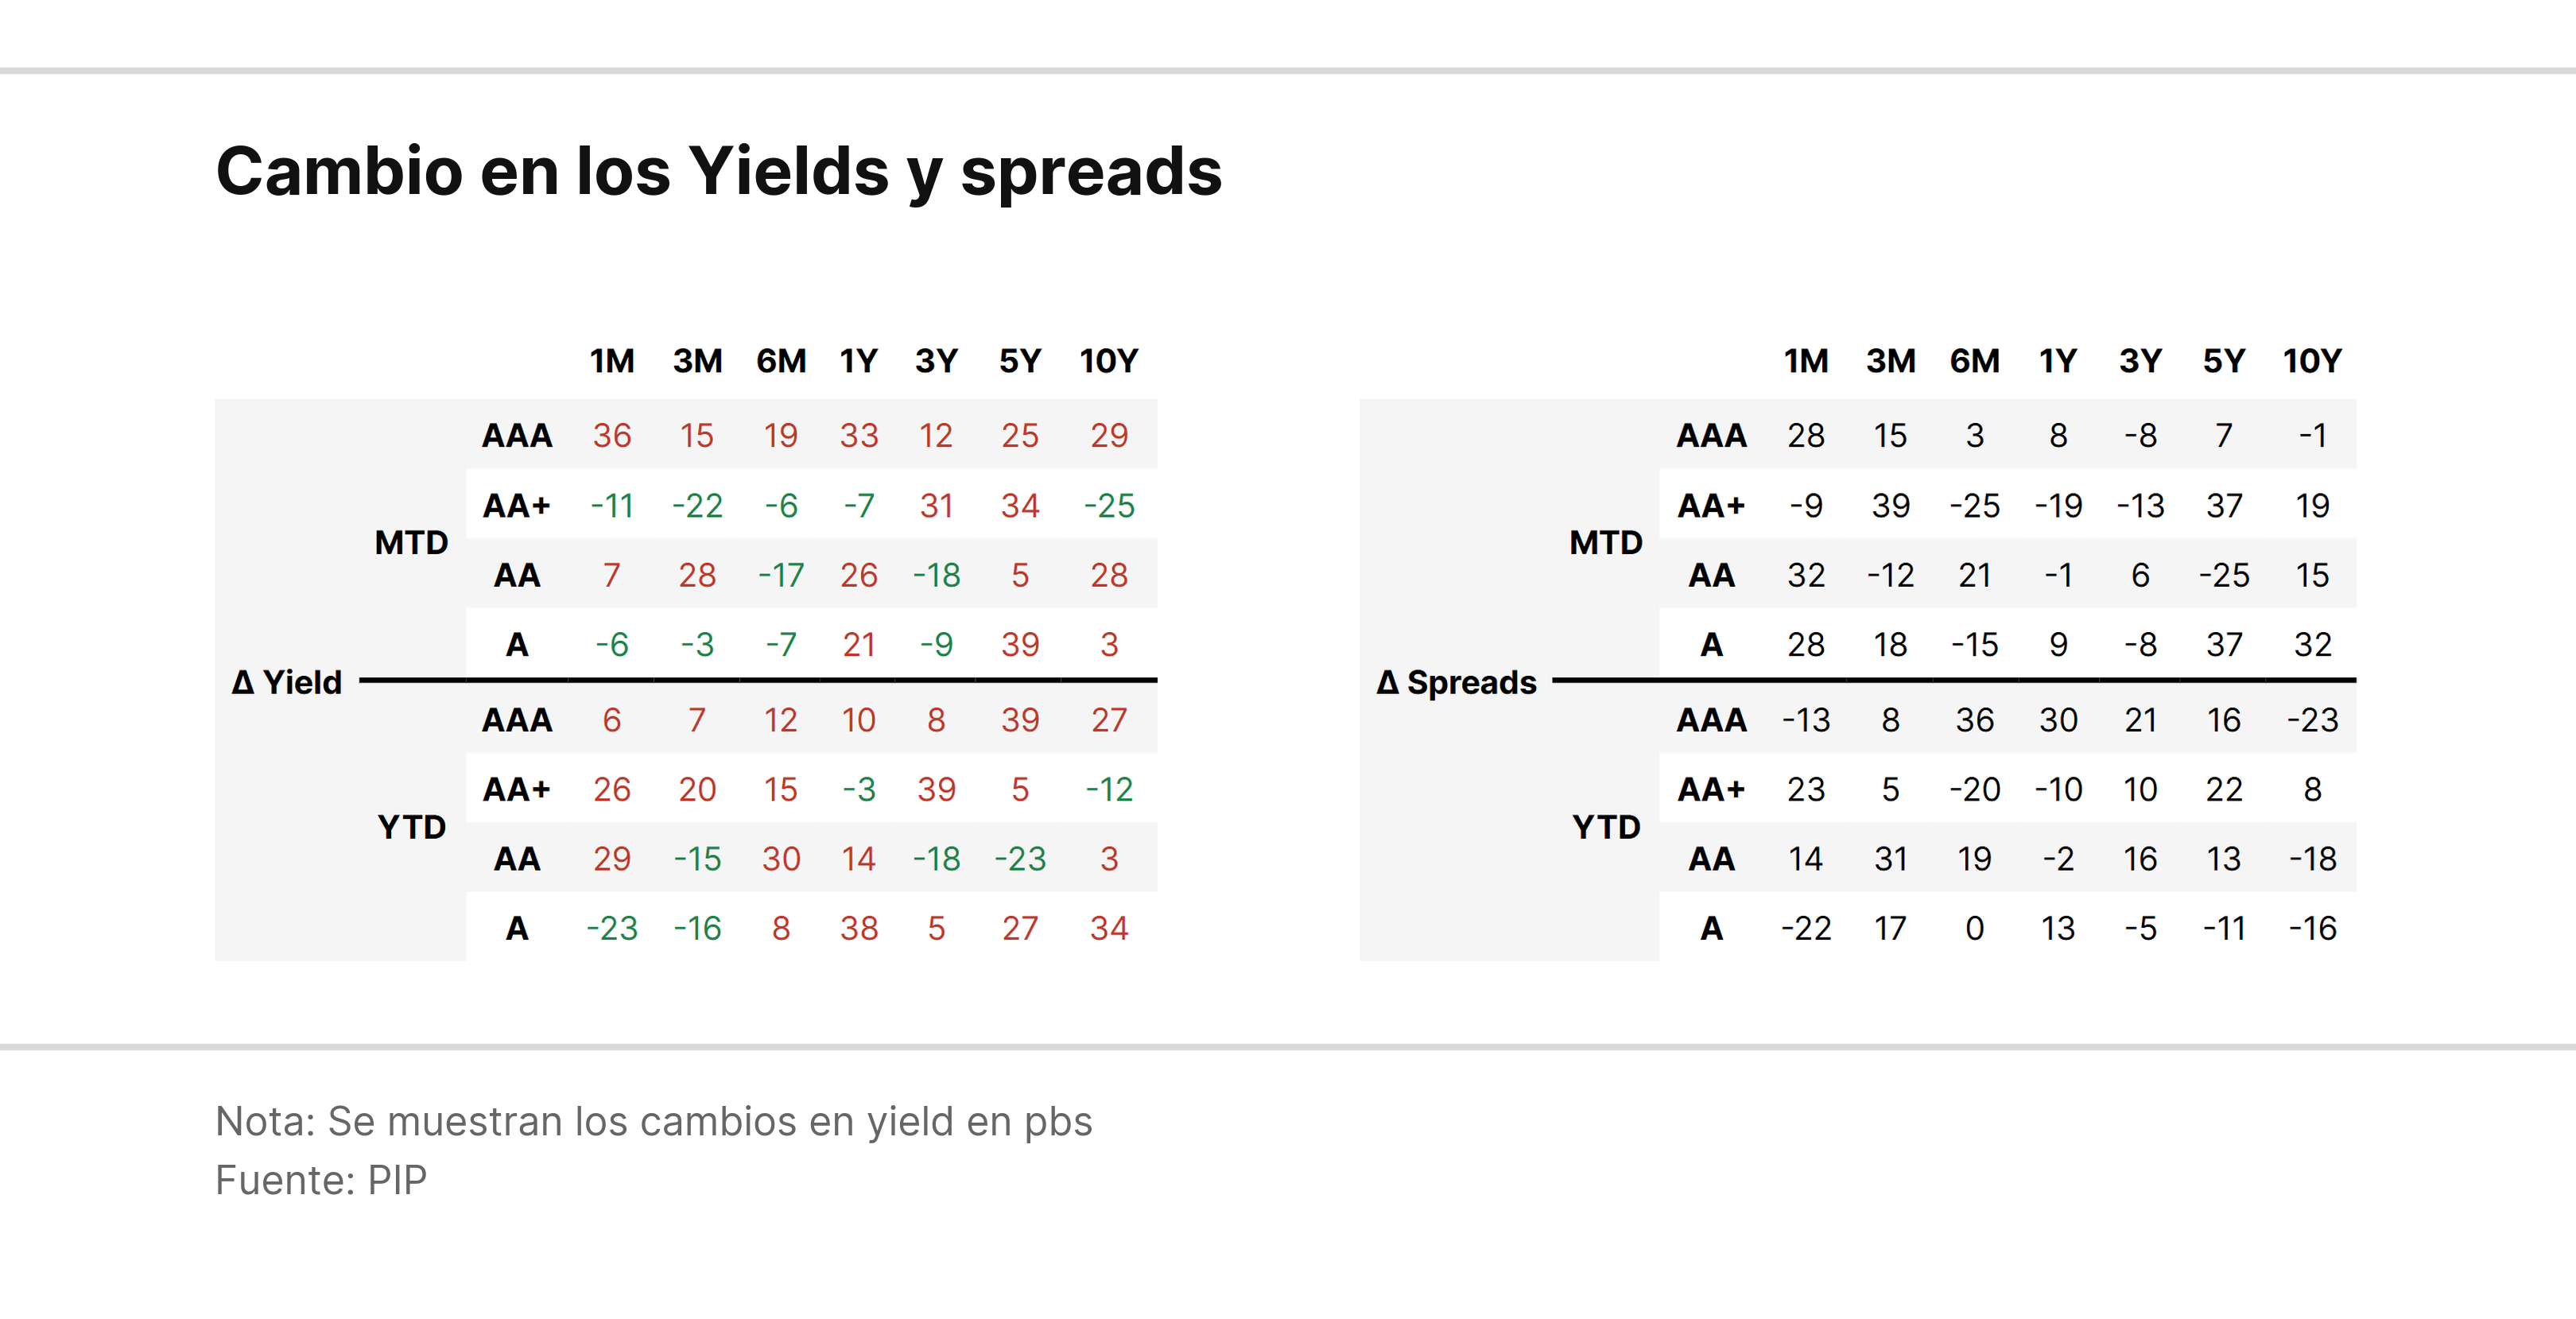 Cambio en los Yields y spreads
1M 3M 6M 1Y 3Y 5Y 10Y
Δ Yield
MTD
AAA 36 15 19 33 12 25 29
AA+ -11 -22 -6 -7 31 34 -25
AA 7 28 -17 26 -18 5 28
A -6 -3 -7 21 -9 39 3
YTD
AAA 6 7 12 10 8 39 27
AA+ 26 20 15 -3 39 5 -12
AA 29 -15 30 14 -18 -23 3
A -23 -16 8 38 5 27 34
1M 3M 6M 1Y 3Y 5Y 10Y
Δ Spreads
MTD
AAA 28 15 3 8 -8 7 -1
AA+ -9 39 -25 -19 -13 37 19
AA 32 -12 21 -1 6 -25 15
A 28 18 -15 9 -8 37 32
YTD
AAA -13 8 36 30 21 16 -23
AA+ 23 5 -20 -10 10 22 8
AA 14 31 19 -2 16 13 -18
A -22 17 0 13 -5 -11 -16
Nota: Se muestran los cambios en yield en pbs
Fuente: PIP